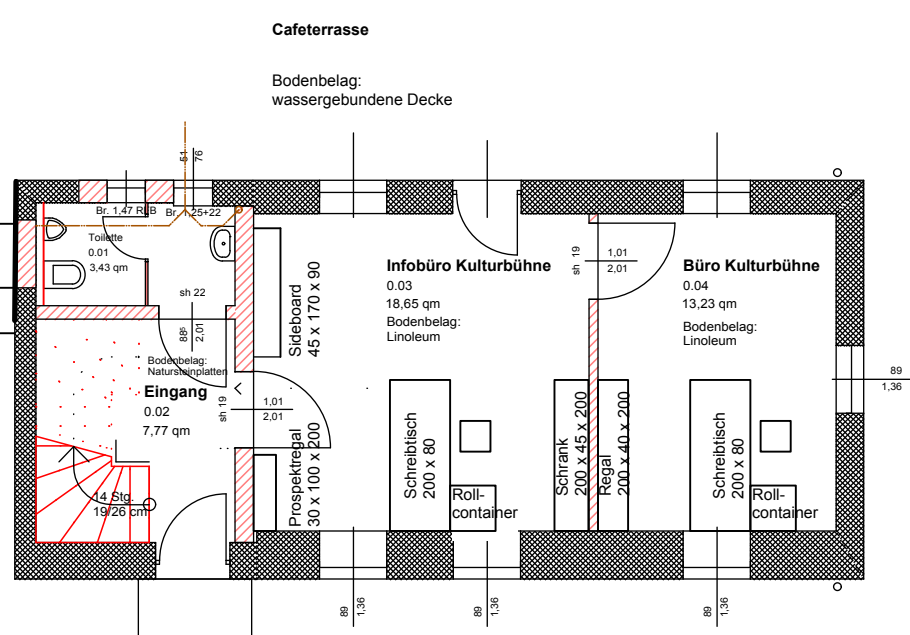 Cafeterrasse
Bodenbelag:
wassergebundene Decke
51
76
Br. 1,47 RLB
Br. 1,25+22
Toilette
0.01
3,43 qm
sh 22
88⁵
2,01
Bodenbelag:
Natursteinplatten
Eingang
0.02
7,77 qm
14 Stg.
19/26 cm
sh 19
1,01
2,01
Sideboard
45 x 170 x 90
Prospektregal
30 x 100 x 200
Infobüro Kulturbühne
0.03
18,65 qm
Bodenbelag:
Linoleum
Schreibtisch
200 x 80
Roll-
container
Schrank
200 x 45 x 200
Regal
200 x 40 x 200
sh 19
1,01
2,01
Büro Kulturbühne
0.04
13,23 qm
Bodenbelag:
Linoleum
Schreibtisch
200 x 80
Roll-
container
89
1,36
89
1,36
89
1,36
89
1,36